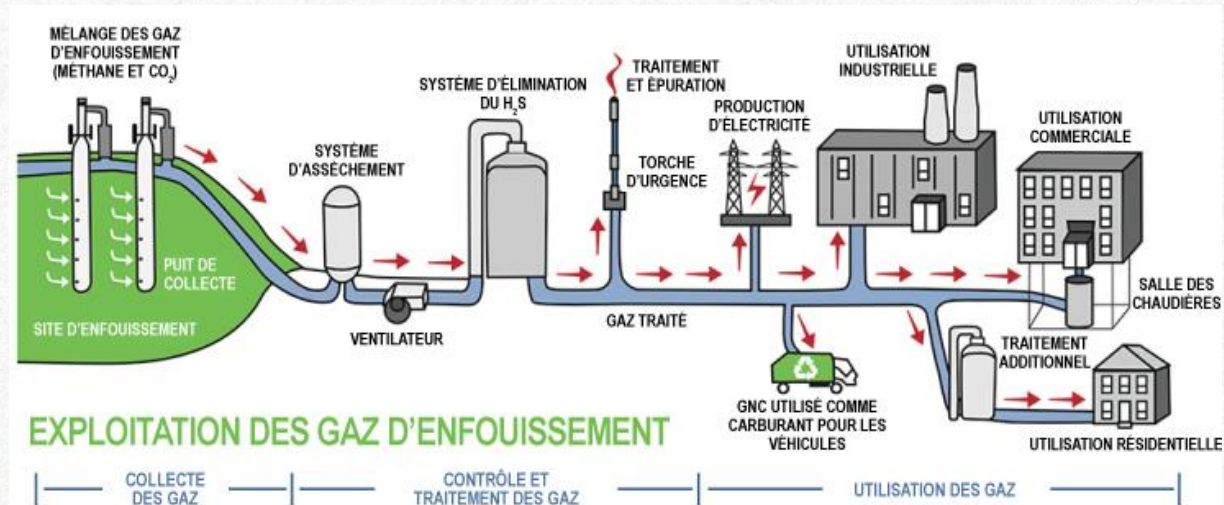 MÉLANGE DES GAZ
D'ENFOUISSEMENT
(MÉTHANE ET CO₂)
SYSTÈME
D'ASSÈCHEMENT
SYSTÈME D'ÉLIMINATION
DU H₂S
TRAITEMENT
ET ÉPURATION
TORCHE
D'URGENCE
PRODUCTION
D'ÉLECTRICITÉ
UTILISATION
INDUSTRIELLE
UTILISATION
COMMERCIALE
PUIT DE
COLLECTE
SITE D'ENFOUISSEMENT
VENTILATEUR
GAZ TRAITÉ
SALLE DES
CHAUDIÈRES
TRAITEMENT
ADDITIONNEL
GNC UTILISÉ COMME
CARBURANT POUR LES
VÉHICULES
UTILISATION RÉSIDENTIELLE
EXPLOITATION DES GAZ D'ENFOUISSEMENT
COLLECTE
DES GAZ
CONTRÔLE ET
TRAITEMENT DES GAZ
UTILISATION DES GAZ